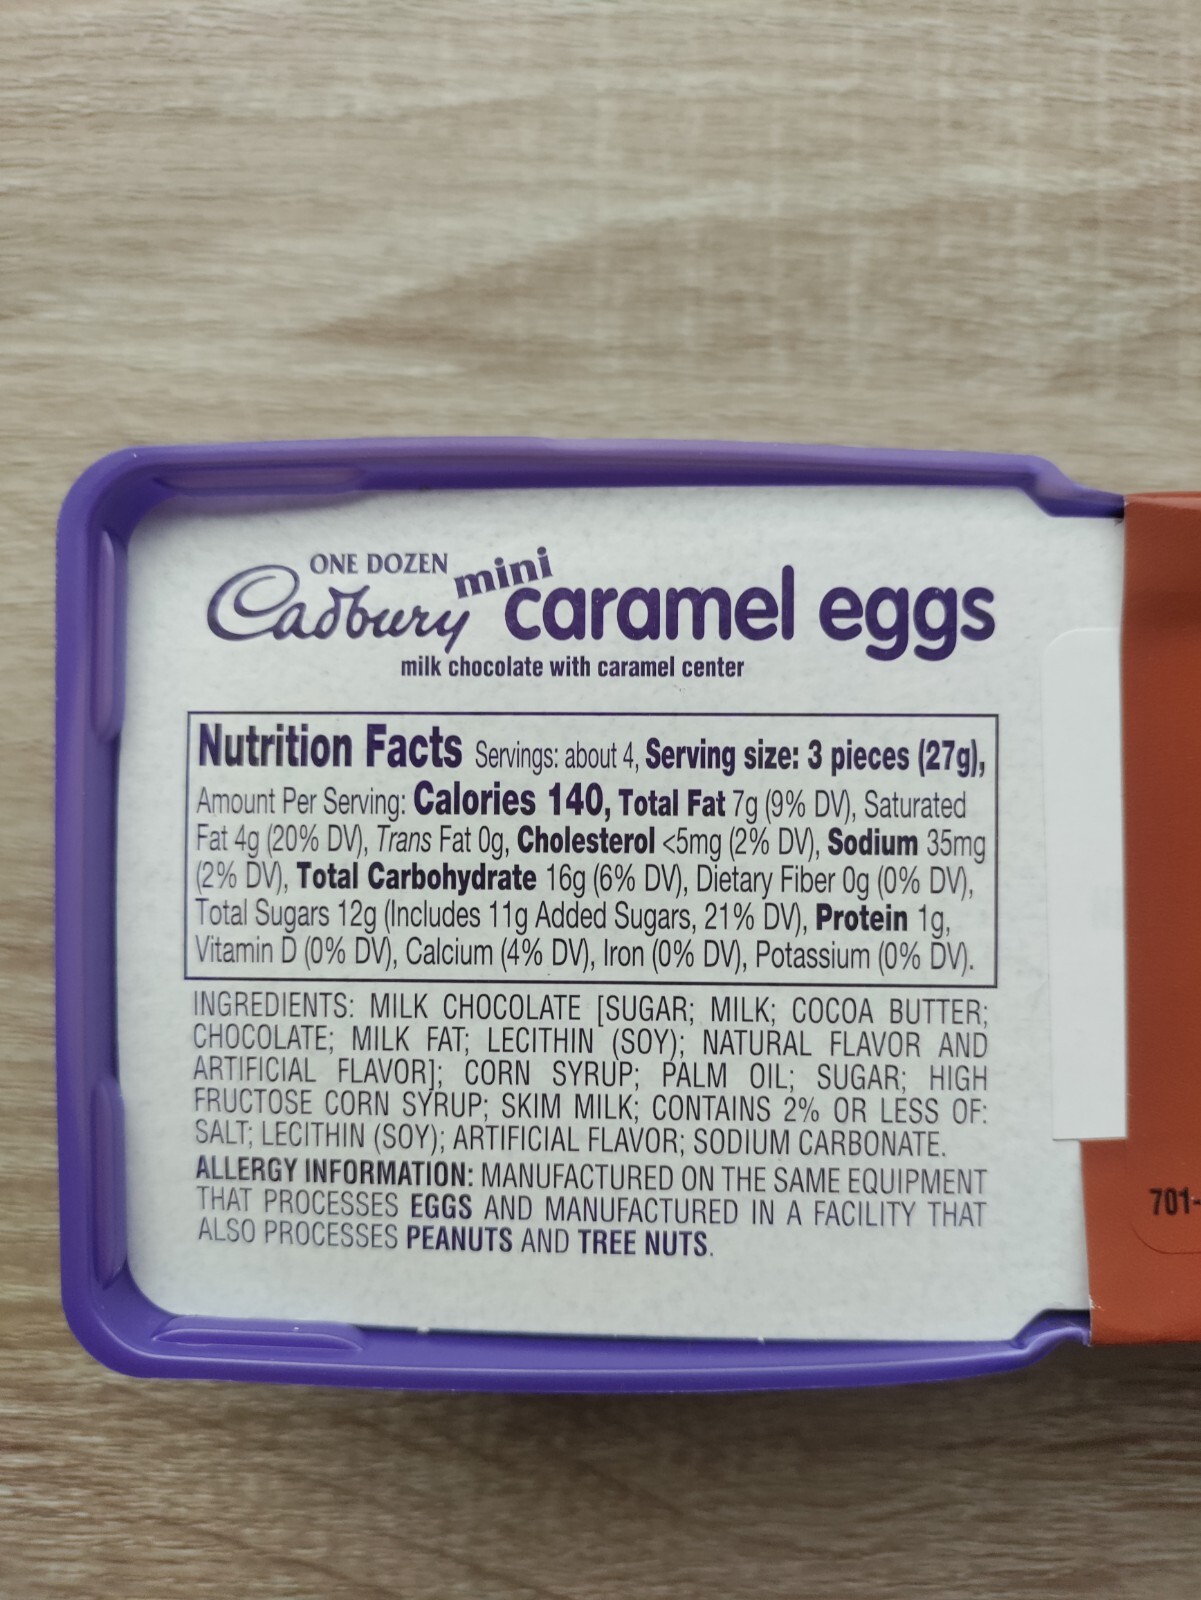 ONE DOZEN
Cadbury mini caramel eggs
milk chocolate with caramel center
Nutrition Facts Servings: about 4, Serving size: 3 pieces (27g),
Amount Per Serving: Calories 140, Total Fat 7g (9% DV), Saturated
Fat 4g (20% DV), Trans Fat 0g, Cholesterol <5mg (2% DV), Sodium 35mg
(2% DV), Total Carbohydrate 16g (6% DV), Dietary Fiber 0g (0% DV),
Total Sugars 12g (Includes 11g Added Sugars, 21% DV), Protein 1g,
Vitamin D (0% DV), Calcium (4% DV), Iron (0% DV), Potassium (0% DV).
INGREDIENTS: MILK CHOCOLATE [SUGAR; MILK; COCOA BUTTER;
CHOCOLATE; MILK FAT; LECITHIN (SOY); NATURAL FLAVOR AND
ARTIFICIAL FLAVOR]; CORN SYRUP; PALM OIL; SUGAR; HIGH
FRUCTOSE CORN SYRUP; SKIM MILK; CONTAINS 2% OR LESS OF:
SALT; LECITHIN (SOY); ARTIFICIAL FLAVOR; SODIUM CARBONATE.
ALLERGY INFORMATION: MANUFACTURED ON THE SAME EQUIPMENT
THAT PROCESSES EGGS AND MANUFACTURED IN A FACILITY THAT
ALSO PROCESSES PEANUTS AND TREE NUTS.
701-